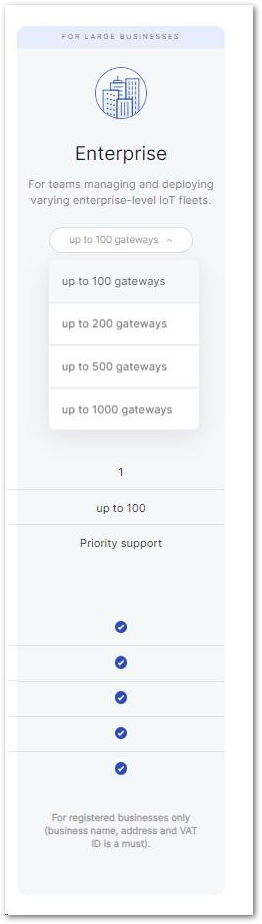 FOR LARGE BUSINESSES
Enterprise
For teams managing and deploying
varying enterprise-level IoT fleets.
up to 100 gateways
up to 100 gateways
up to 200 gateways
up to 500 gateways
up to 1000 gateways
1
up to 100
Priority support
For registered businesses only
(business name, address and VAT
ID is a must).